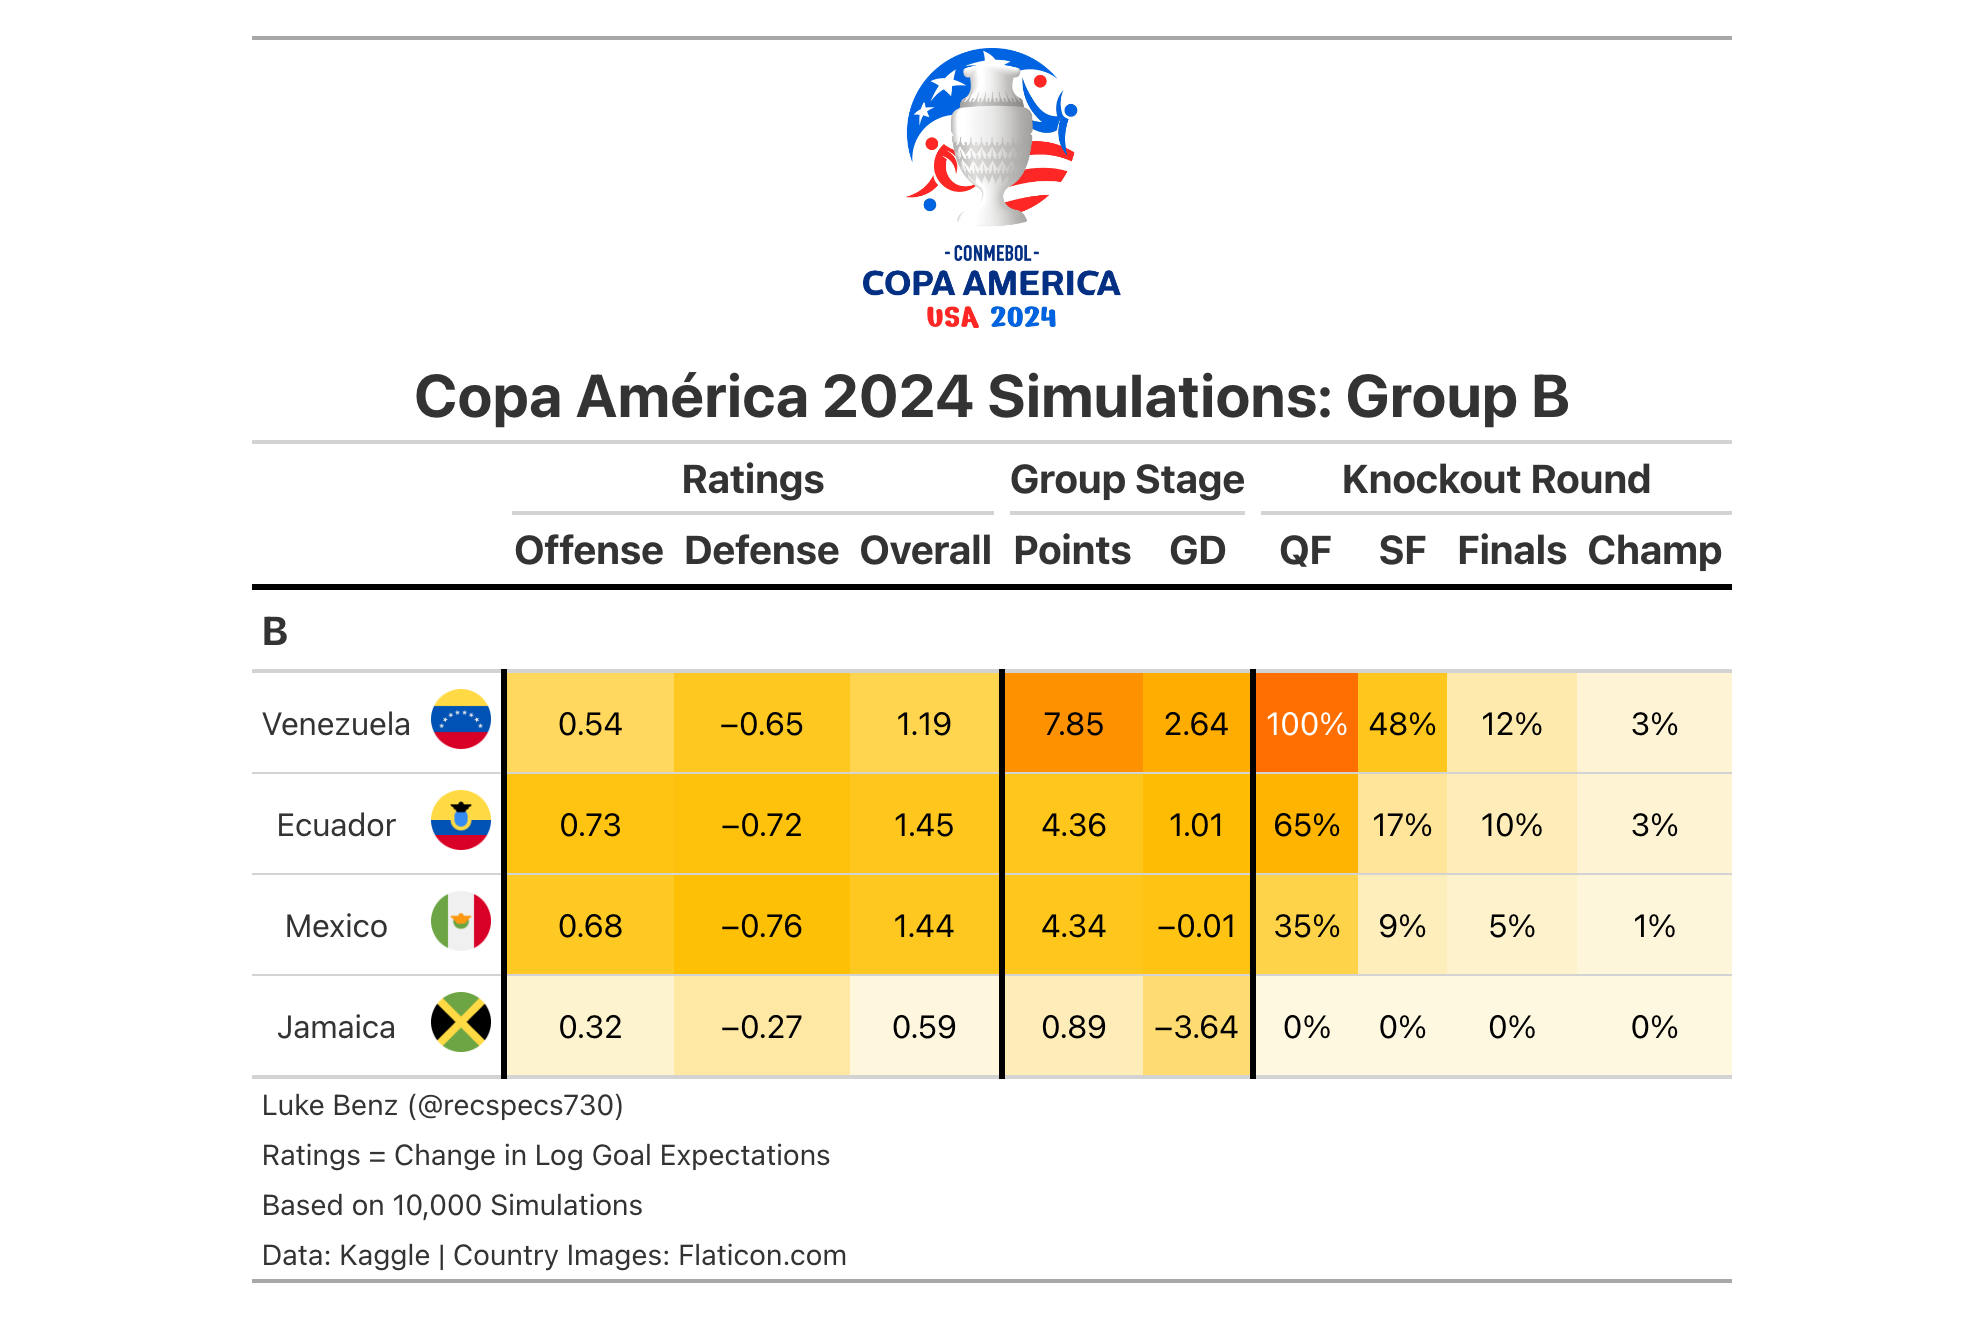 - CONMEBOL -
COPA AMERICA
USA 2024
Copa América 2024 Simulations: Group B
Ratings Group Stage Knockout Round
Offense Defense Overall Points GD QF SF Finals Champ
B
Venezuela 0.54 −0.65 1.19 7.85 2.64 100% 48% 12% 3%
Ecuador 0.73 −0.72 1.45 4.36 1.01 65% 17% 10% 3%
Mexico 0.68 −0.76 1.44 4.34 −0.01 35% 9% 5% 1%
Jamaica 0.32 −0.27 0.59 0.89 −3.64 0% 0% 0% 0%
Luke Benz (@recspecs730)
Ratings = Change in Log Goal Expectations
Based on 10,000 Simulations
Data: Kaggle | Country Images: Flaticon.com